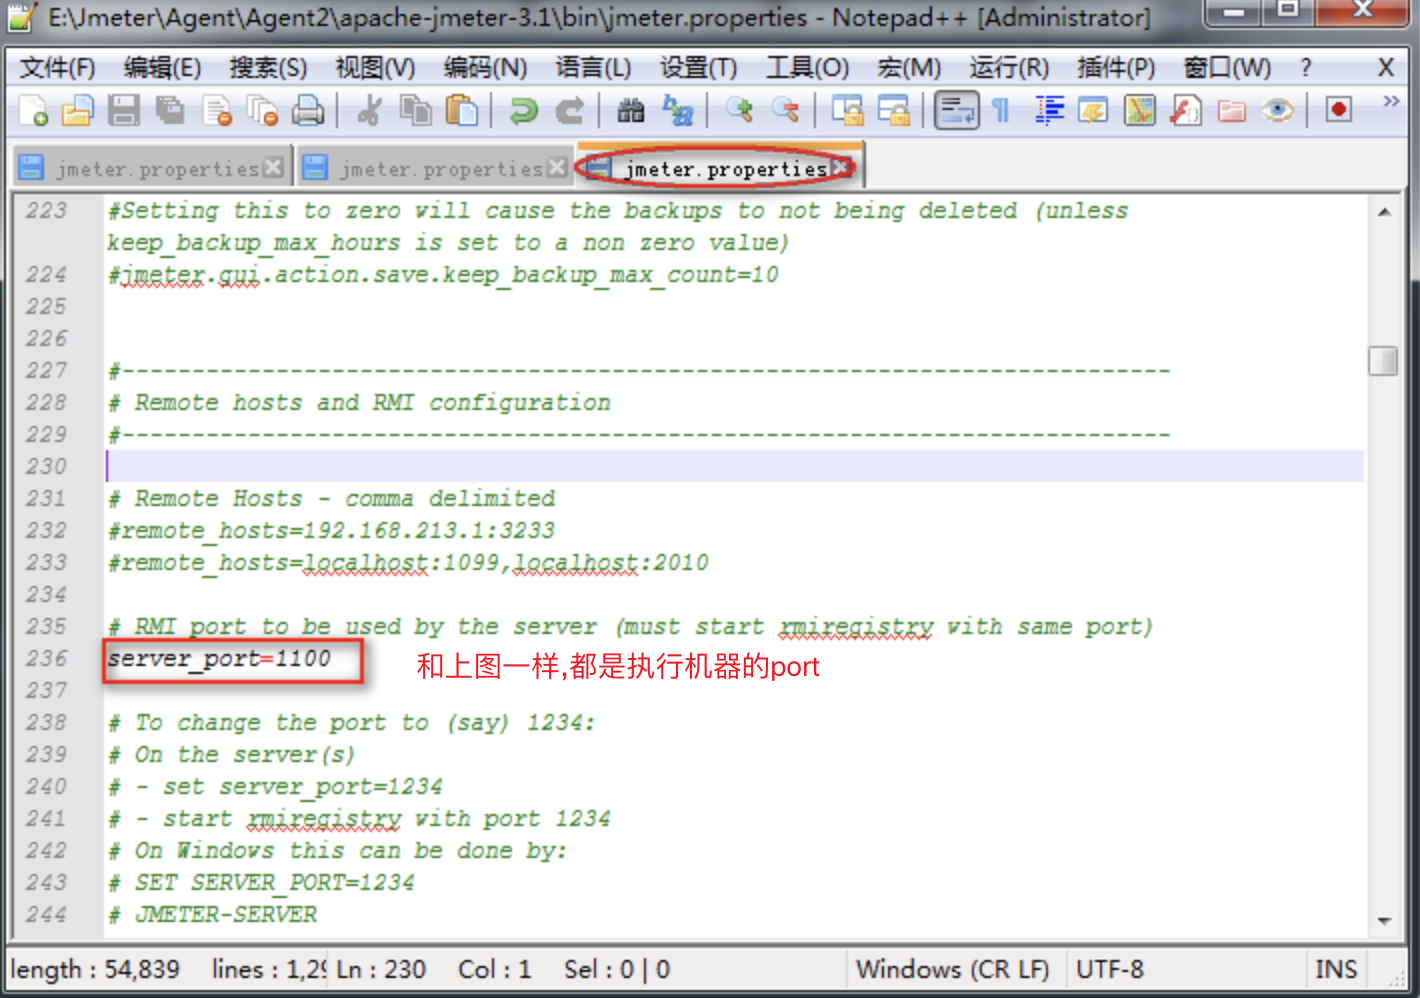 E:\Jmeter\Agent\Agent2\apache-jmeter-3.1\bin\jmeter.properties - Notepad++ [Administrator]
文件(F) 编辑(E) 搜索(S) 视图(V) 编码(N) 语言(L) 设置(T) 工具(O) 宏(M) 运行(R) 插件(P) 窗口(W) ? X
jmeter.properties jmeter.properties jmeter.properties
223 #Setting this to zero will cause the backups to not being deleted (unless
keep_backup_max_hours is set to a non zero value)
224 #jmeter.gui.action.save.keep_backup_max_count=10
225
226
227 #---------------------------------------------------------------------------
228 # Remote hosts and RMI configuration
229 #---------------------------------------------------------------------------
230
231 # Remote Hosts - comma delimited
232 #remote_hosts=192.168.213.1:3233
233 #remote_hosts=localhost:1099,localhost:2010
234
235 # RMI port to be used by the server (must start rmiregistry with same port)
236 server_port=1100 和上图一样,都是执行机器的port
237
238 # To change the port to (say) 1234:
239 # On the server(s)
240 # - set server_port=1234
241 # - start rmiregistry with port 1234
242 # On Windows this can be done by:
243 # SET SERVER_PORT=1234
244 # JMETER-SERVER
length : 54,839 lines : 1,29 Ln : 230 Col : 1 Sel : 0 | 0 Windows (CR LF) UTF-8 INS